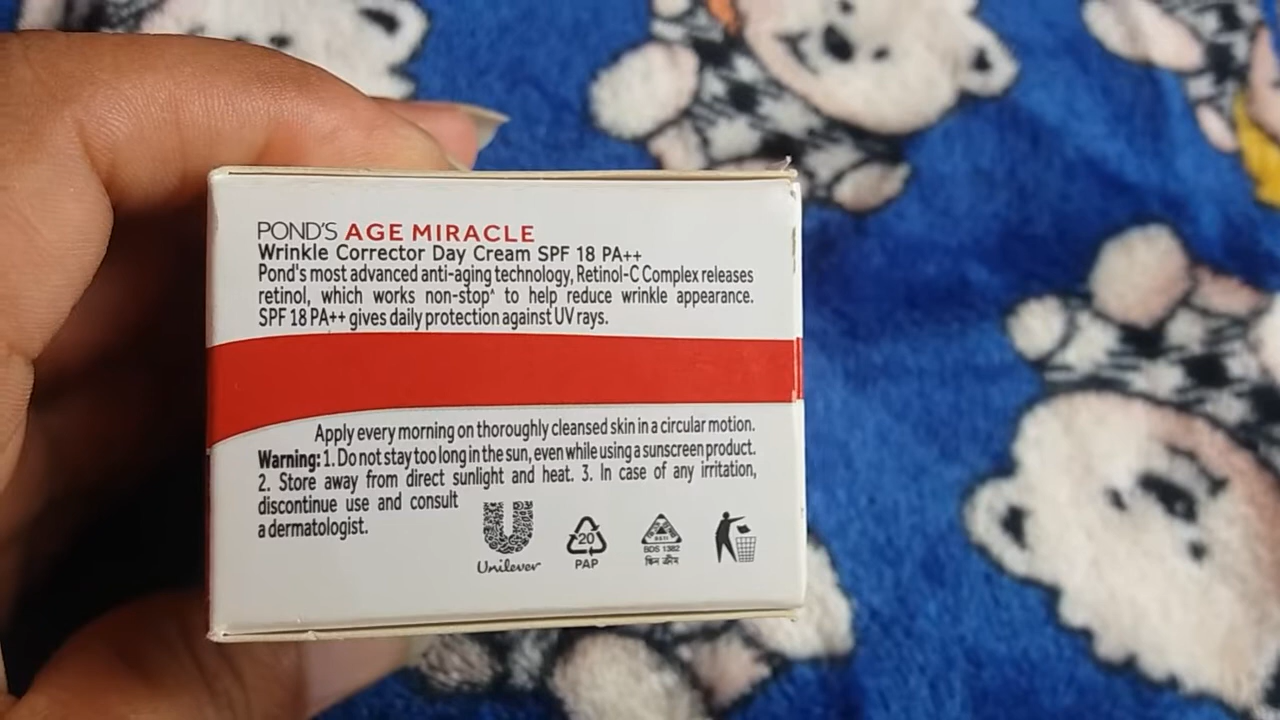 POND'S AGE MIRACLE
Wrinkle Corrector Day Cream SPF 18 PA++
Pond's most advanced anti-aging technology, Retinol-C Complex releases
retinol, which works non-stop^ to help reduce wrinkle appearance.
SPF 18 PA++ gives daily protection against UV rays.
Apply every morning on thoroughly cleansed skin in a circular motion.
Warning: 1. Do not stay too long in the sun, even while using a sunscreen product.
2. Store away from direct sunlight and heat. 3. In case of any irritation,
discontinue use and consult
a dermatologist.
Unilever
20
PAP
BSTI
BDS 1382